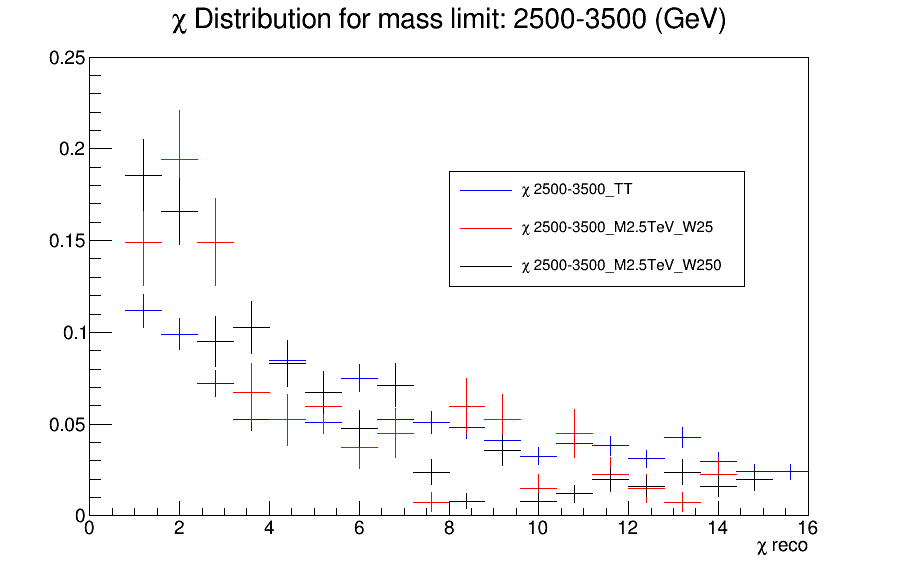 χ Distribution for mass limit: 2500-3500 (GeV)
0.25
0.2
0.15
0.1
0.05
0
χ 2500-3500_TT
χ 2500-3500_M2.5TeV_W25
χ 2500-3500_M2.5TeV_W250
0 2 4 6 8 10 12 14 16
χ reco